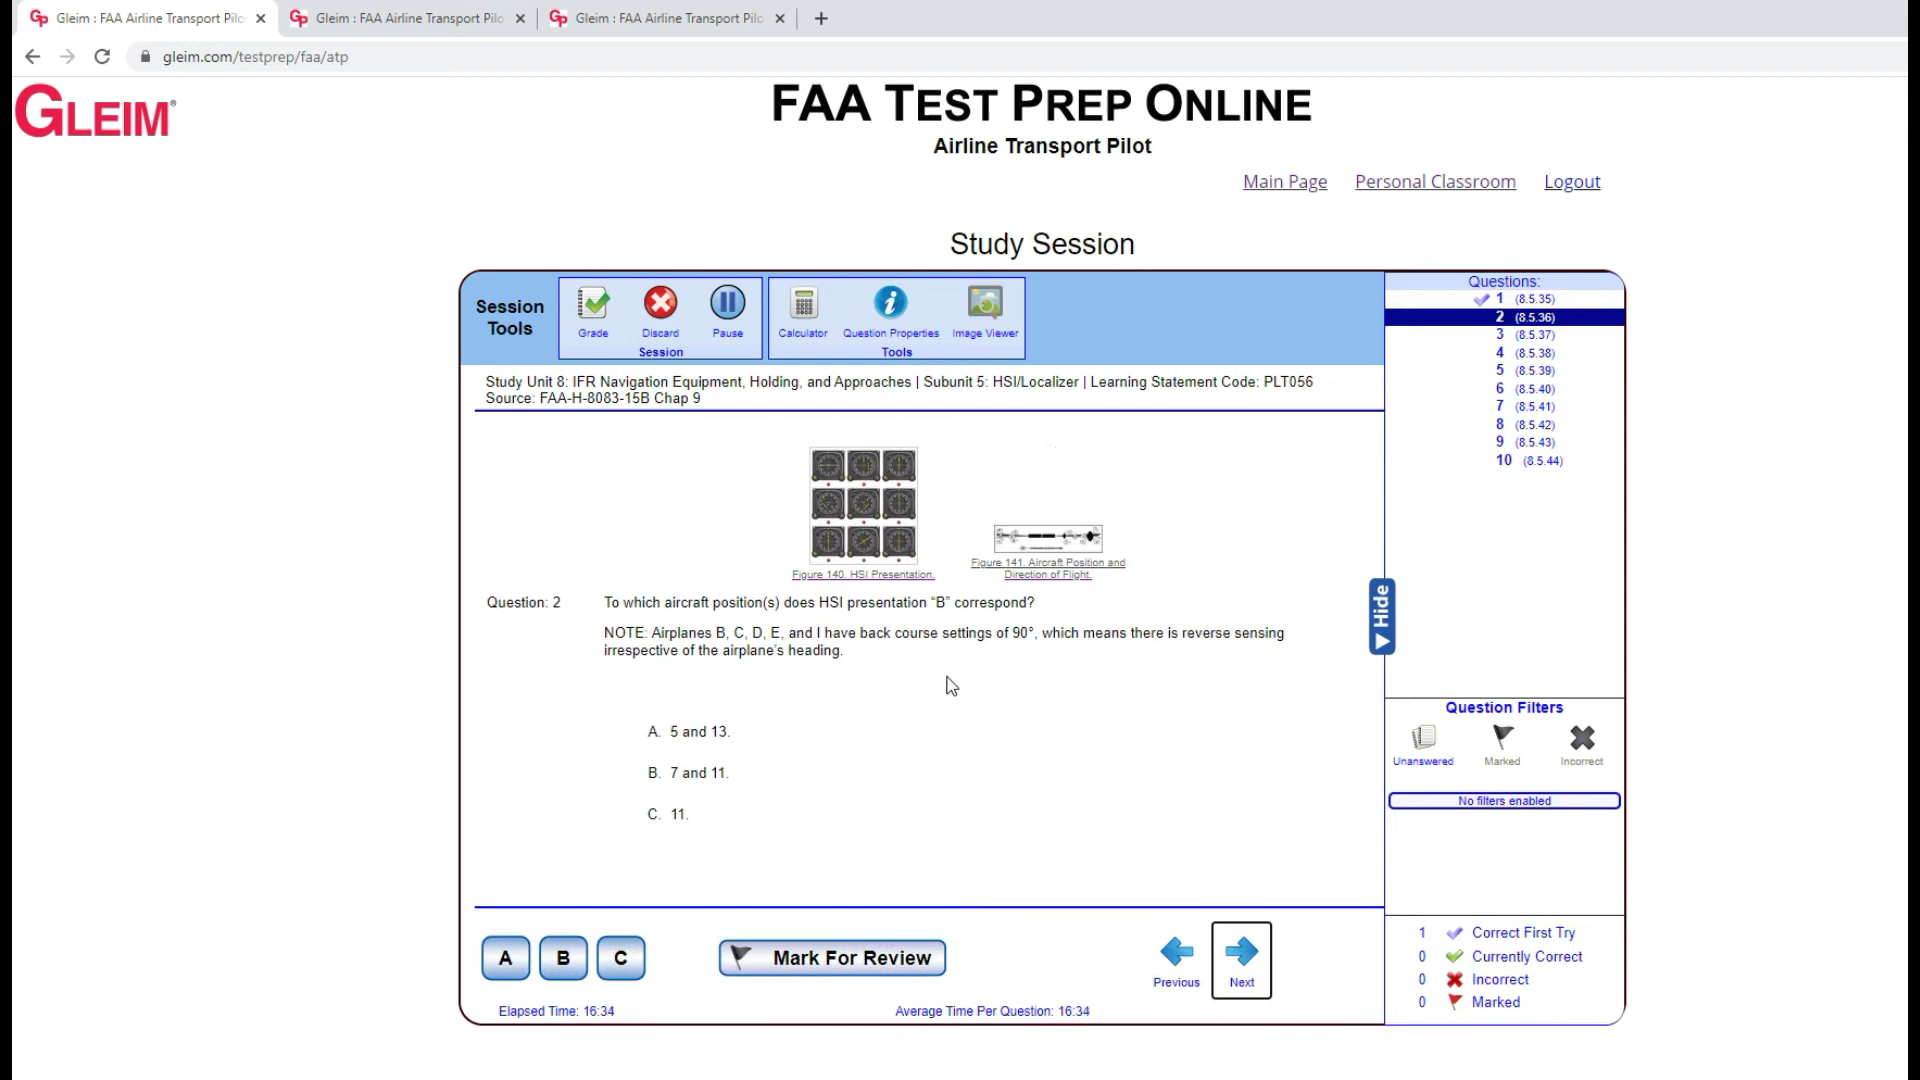 Gleim : FAA Airline Transport Pilo
Gleim : FAA Airline Transport Pilo
Gleim : FAA Airline Transport Pilo
gleim.com/testprep/faa/atp
GLEIM®
FAA TEST PREP ONLINE
Airline Transport Pilot
Main Page Personal Classroom Logout
Study Session
Session Tools
Grade Discard Pause
Session
Calculator Question Properties Image Viewer
Tools
Study Unit 8: IFR Navigation Equipment, Holding, and Approaches | Subunit 5: HSI/Localizer | Learning Statement Code: PLT056
Source: FAA-H-8083-15B Chap 9
Figure 140. HSI Presentation.
Figure 141. Aircraft Position and
Direction of Flight.
Question: 2 To which aircraft position(s) does HSI presentation “B” correspond?
NOTE: Airplanes B, C, D, E, and I have back course settings of 90°, which means there is reverse sensing
irrespective of the airplane's heading.
A. 5 and 13.
B. 7 and 11.
C. 11.
A B C
Mark For Review
Previous Next
Elapsed Time: 16:34 Average Time Per Question: 16:34
Hide
Questions:
1 (8.5.35)
2 (8.5.36)
3 (8.5.37)
4 (8.5.38)
5 (8.5.39)
6 (8.5.40)
7 (8.5.41)
8 (8.5.42)
9 (8.5.43)
10 (8.5.44)
Question Filters
Unanswered Marked Incorrect
No filters enabled
1 Correct First Try
0 Currently Correct
0 Incorrect
0 Marked